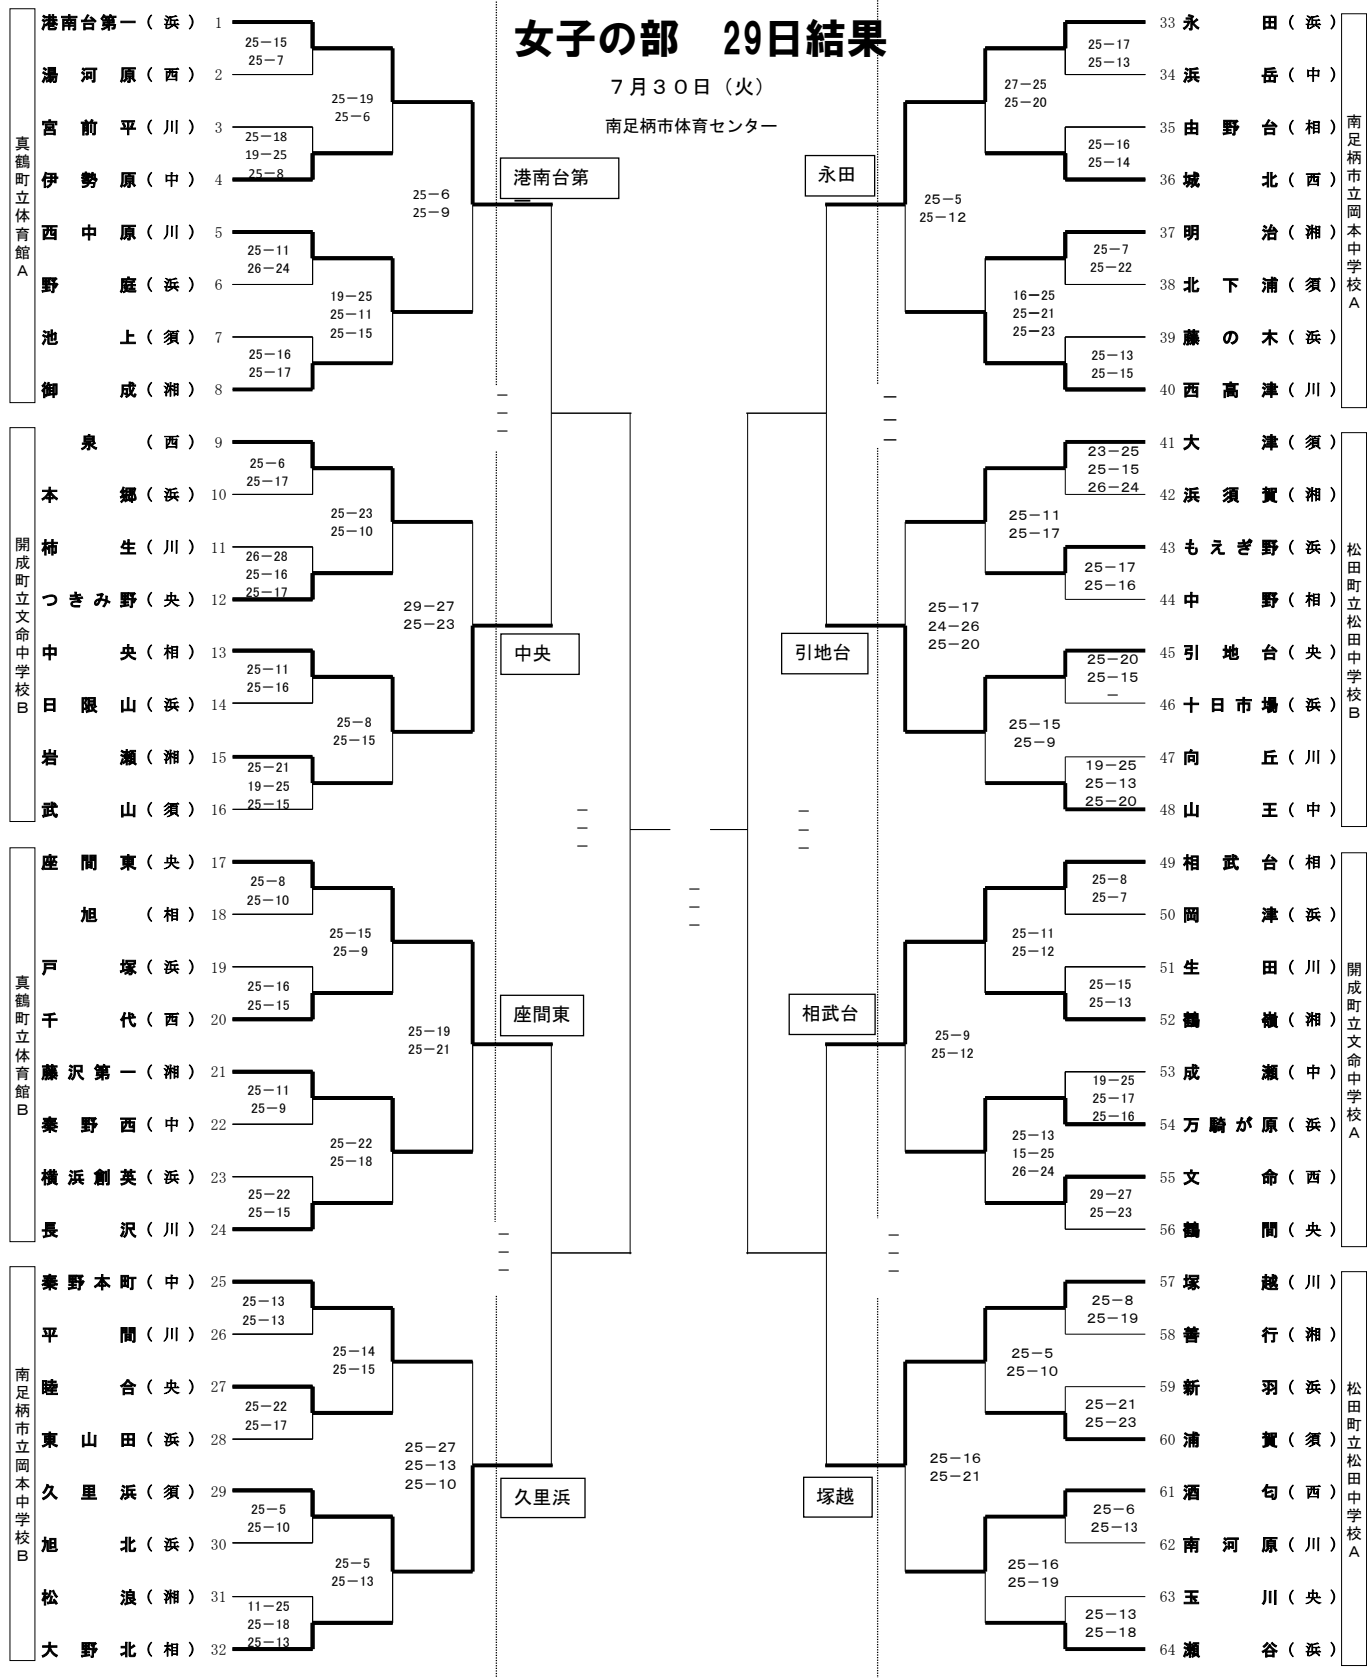 女子の部　29日結果
7月30日（火）
南足柄市体育センター
真鶴町立体育館A
港南台第一（浜） 1
25－15
25－7
湯河原（西） 2
25－19
25－6
宮前平（川） 3
25－18
19－25
25－8
伊勢原（中） 4
25－6
25－9
港南台第一
西中原（川） 5
25－11
26－24
野庭（浜） 6
19－25
25－11
25－15
池上（須） 7
25－16
25－17
御成（湘） 8
開成町立文命中学校B
泉（西） 9
25－6
25－17
本郷（浜） 10
25－23
25－10
柿生（川） 11
26－28
25－16
25－17
つきみ野（央） 12
29－27
25－23
中央
中央（相） 13
25－11
25－16
日限山（浜） 14
25－8
25－15
岩瀬（湘） 15
25－21
19－25
25－15
武山（須） 16
真鶴町立体育館B
座間東（央） 17
25－8
25－10
旭（相） 18
25－15
25－9
戸塚（浜） 19
25－16
25－15
千代（西） 20
25－19
25－21
座間東
藤沢第一（湘） 21
25－11
25－9
秦野西（中） 22
25－22
25－18
横浜創英（浜） 23
25－22
25－15
長沢（川） 24
南足柄市立岡本中学校B
秦野本町（中） 25
25－13
25－13
平間（川） 26
25－14
25－15
睦合（央） 27
25－22
25－17
東山田（浜） 28
25－27
25－13
25－10
久里浜
久里浜（須） 29
25－5
25－10
旭北（浜） 30
25－5
25－13
松浪（湘） 31
11－25
25－18
25－13
大野北（相） 32
南足柄市立岡本中学校A
33 永田（浜）
25－17
25－13
34 浜岳（中）
27－25
25－20
35 由野台（相）
25－16
25－14
36 城北（西）
永田
25－5
25－12
37 明治（湘）
25－7
25－22
38 北下浦（須）
16－25
25－21
25－23
39 藤の木（浜）
25－13
25－15
40 西高津（川）
松田町立松田中学校B
41 大津（須）
23－25
25－15
26－24
42 浜須賀（湘）
25－11
25－17
43 もえぎ野（浜）
25－17
25－16
44 中野（相）
引地台
25－17
24－26
25－20
45 引地台（央）
25－20
25－15
－
46 十日市場（浜）
25－15
25－9
47 向丘（川）
19－25
25－13
25－20
48 山王（中）
開成町立文命中学校A
49 相武台（相）
25－8
25－7
50 岡津（浜）
25－11
25－12
51 生田（川）
25－15
25－13
52 鶴嶺（湘）
相武台
25－9
25－12
53 成瀬（中）
19－25
25－17
25－16
54 万騎が原（浜）
25－13
15－25
26－24
55 文命（西）
29－27
25－23
56 鶴間（央）
松田町立松田中学校A
57 塚越（川）
25－8
25－19
58 善行（湘）
25－5
25－10
59 新羽（浜）
25－21
25－23
60 浦賀（須）
塚越
25－16
25－21
61 酒匂（西）
25－6
25－13
62 南河原（川）
25－16
25－19
63 玉川（央）
25－13
25－18
64 瀬谷（浜）